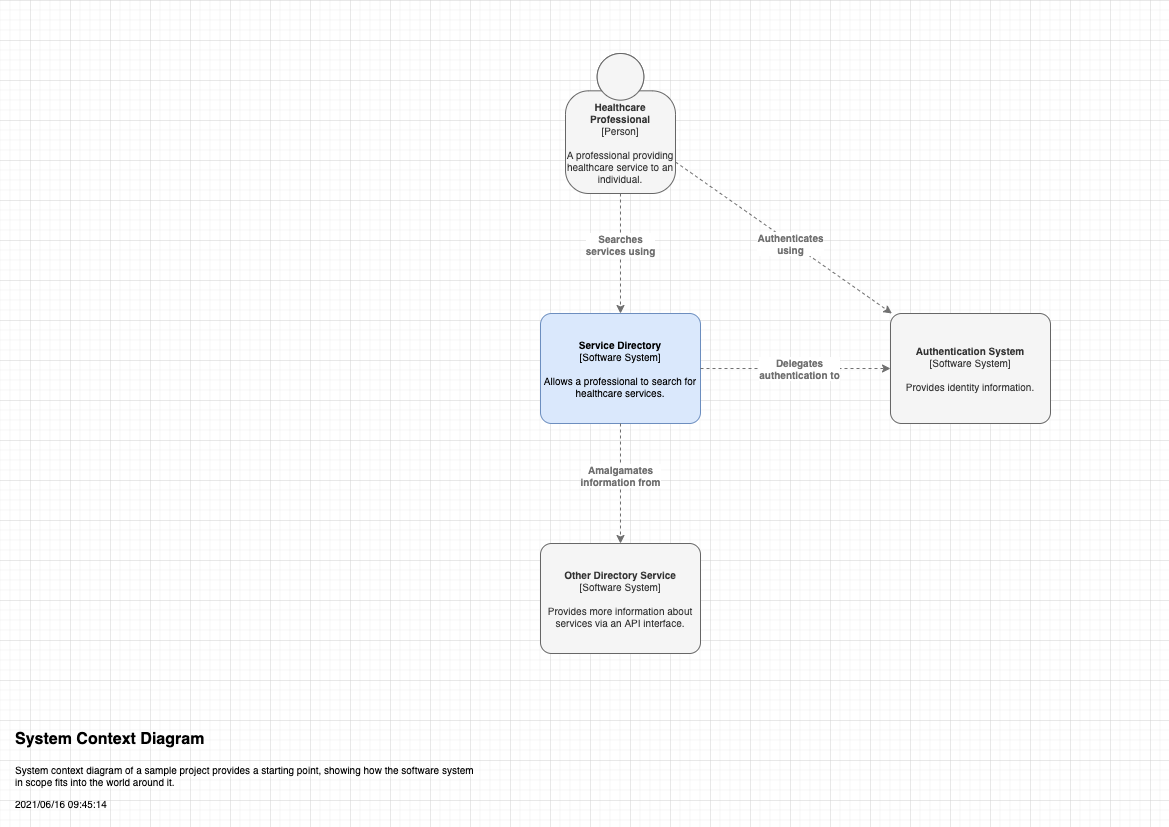 Healthcare
Professional
[Person]
A professional providing
healthcare service to an
individual.
Searches
services using
Authenticates
using
Service Directory
[Software System]
Allows a professional to search for
healthcare services.
Delegates
authentication to
Authentication System
[Software System]
Provides identity information.
Amalgamates
information from
Other Directory Service
[Software System]
Provides more information about
services via an API interface.
System Context Diagram
System context diagram of a sample project provides a starting point, showing how the software system
in scope fits into the world around it.
2021/06/16 09:45:14